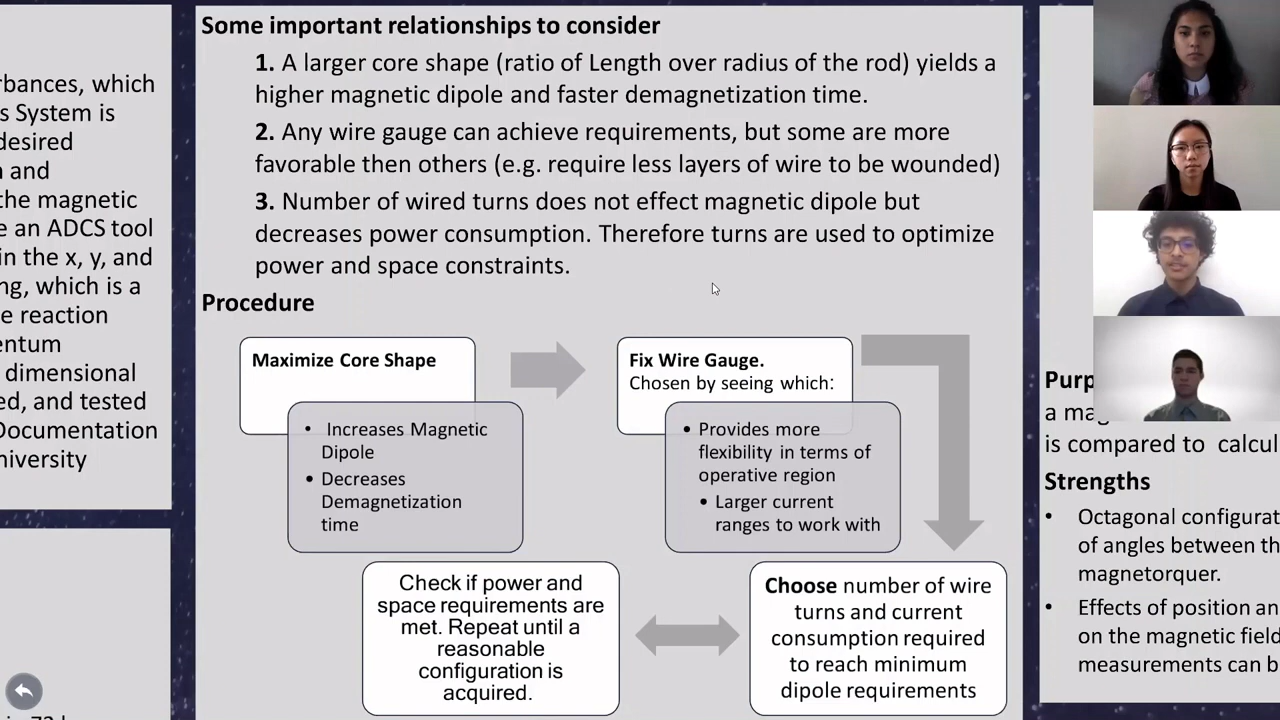 rbances, which
s System is
desired
and
the magnetic
e an ADCS tool
in the x, y, and
ng, which is a
e reaction
entum
dimensional
ed, and tested
Documentation
niversity
Some important relationships to consider
1. A larger core shape (ratio of Length over radius of the rod) yields a
higher magnetic dipole and faster demagnetization time.
2. Any wire gauge can achieve requirements, but some are more
favorable then others (e.g. require less layers of wire to be wounded)
3. Number of wired turns does not effect magnetic dipole but
decreases power consumption. Therefore turns are used to optimize
power and space constraints.
Procedure
Maximize Core Shape
• Increases Magnetic
Dipole
• Decreases
Demagnetization
time
Fix Wire Gauge.
Chosen by seeing which:
• Provides more
flexibility in terms of
operative region
• Larger current
ranges to work with
Choose number of wire
turns and current
consumption required
to reach minimum
dipole requirements
Check if power and
space requirements are
met. Repeat until a
reasonable
configuration is
acquired.
Purp
a mag
is compared to calcul
Strengths
• Octagonal configurat
of angles between th
magnetorquer.
• Effects of position an
on the magnetic field
measurements can b